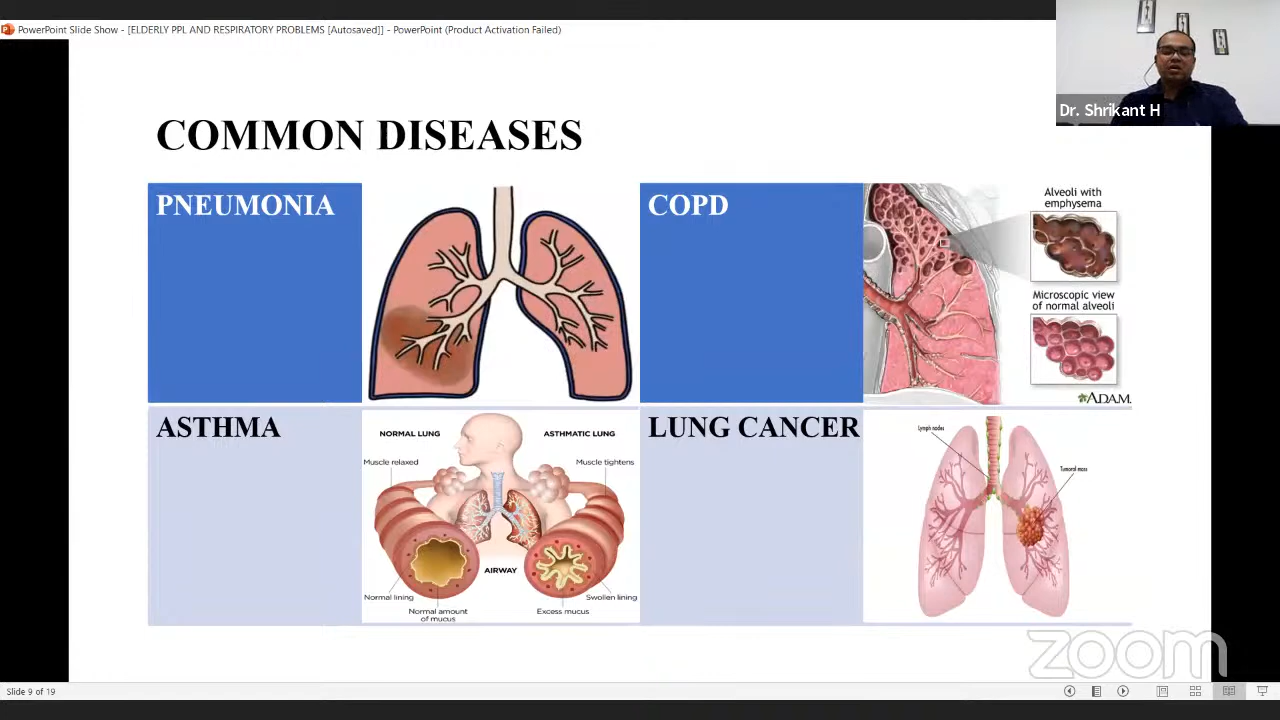 PowerPoint Slide Show - [ELDERLY PPL AND RESPIRATORY PROBLEMS [Autosaved]] - PowerPoint (Product Activation Failed)
Dr. Shrikant H
COMMON DISEASES
PNEUMONIA
COPD
Alveoli with
emphysema
Microscopic view
of normal alveoli
ADAM.
ASTHMA
NORMAL LUNG
ASTHMATIC LUNG
Muscle relaxed
Muscle tightens
AIRWAY
Normal lining
Swollen lining
Normal amount
of mucus
Excess mucus
LUNG CANCER
Lymph nodes
Tumoral mass
zoom
Slide 9 of 19